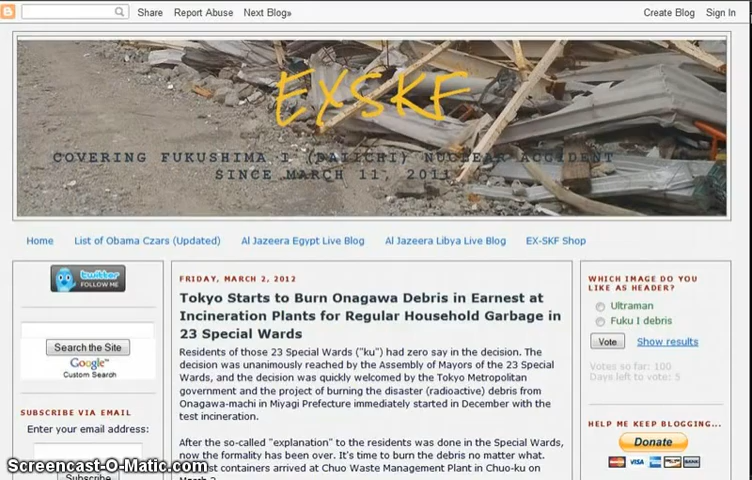 Share Report Abuse Next Blog» Create Blog Sign In
EXSKF
COVERING FUKUSHIMA I (DAIICHI) NUCLEAR ACCIDENT
SINCE MARCH 11, 2011
Home List of Obama Czars (Updated) Al Jazeera Egypt Live Blog Al Jazeera Libya Live Blog EX-SKF Shop
twitter
FOLLOW ME
Search the Site
Google™
Custom Search
SUBSCRIBE VIA EMAIL
Enter your email address:
Subscribe
FRIDAY, MARCH 2, 2012
Tokyo Starts to Burn Onagawa Debris in Earnest at
Incineration Plants for Regular Household Garbage in
23 Special Wards
Residents of those 23 Special Wards ("ku") had zero say in the decision. The
decision was unanimously reached by the Assembly of Mayors of the 23 Special
Wards, and the decision was quickly welcomed by the Tokyo Metropolitan
government and the project of burning the disaster (radioactive) debris from
Onagawa-machi in Miyagi Prefecture immediately started in December with the
test incineration.
After the so-called "explanation" to the residents was done in the Special Wards,
now the formality has been over. It's time to burn the debris no matter what.
containers arrived at Chuo Waste Management Plant in Chuo-ku on
March 2
WHICH IMAGE DO YOU
LIKE AS HEADER?
Ultraman
Fuku I debris
Vote Show results
Votes so far: 100
Days left to vote: 5
HELP ME KEEP BLOGGING...
Donate
VISA
BANK
Screencast-O-Matic.com